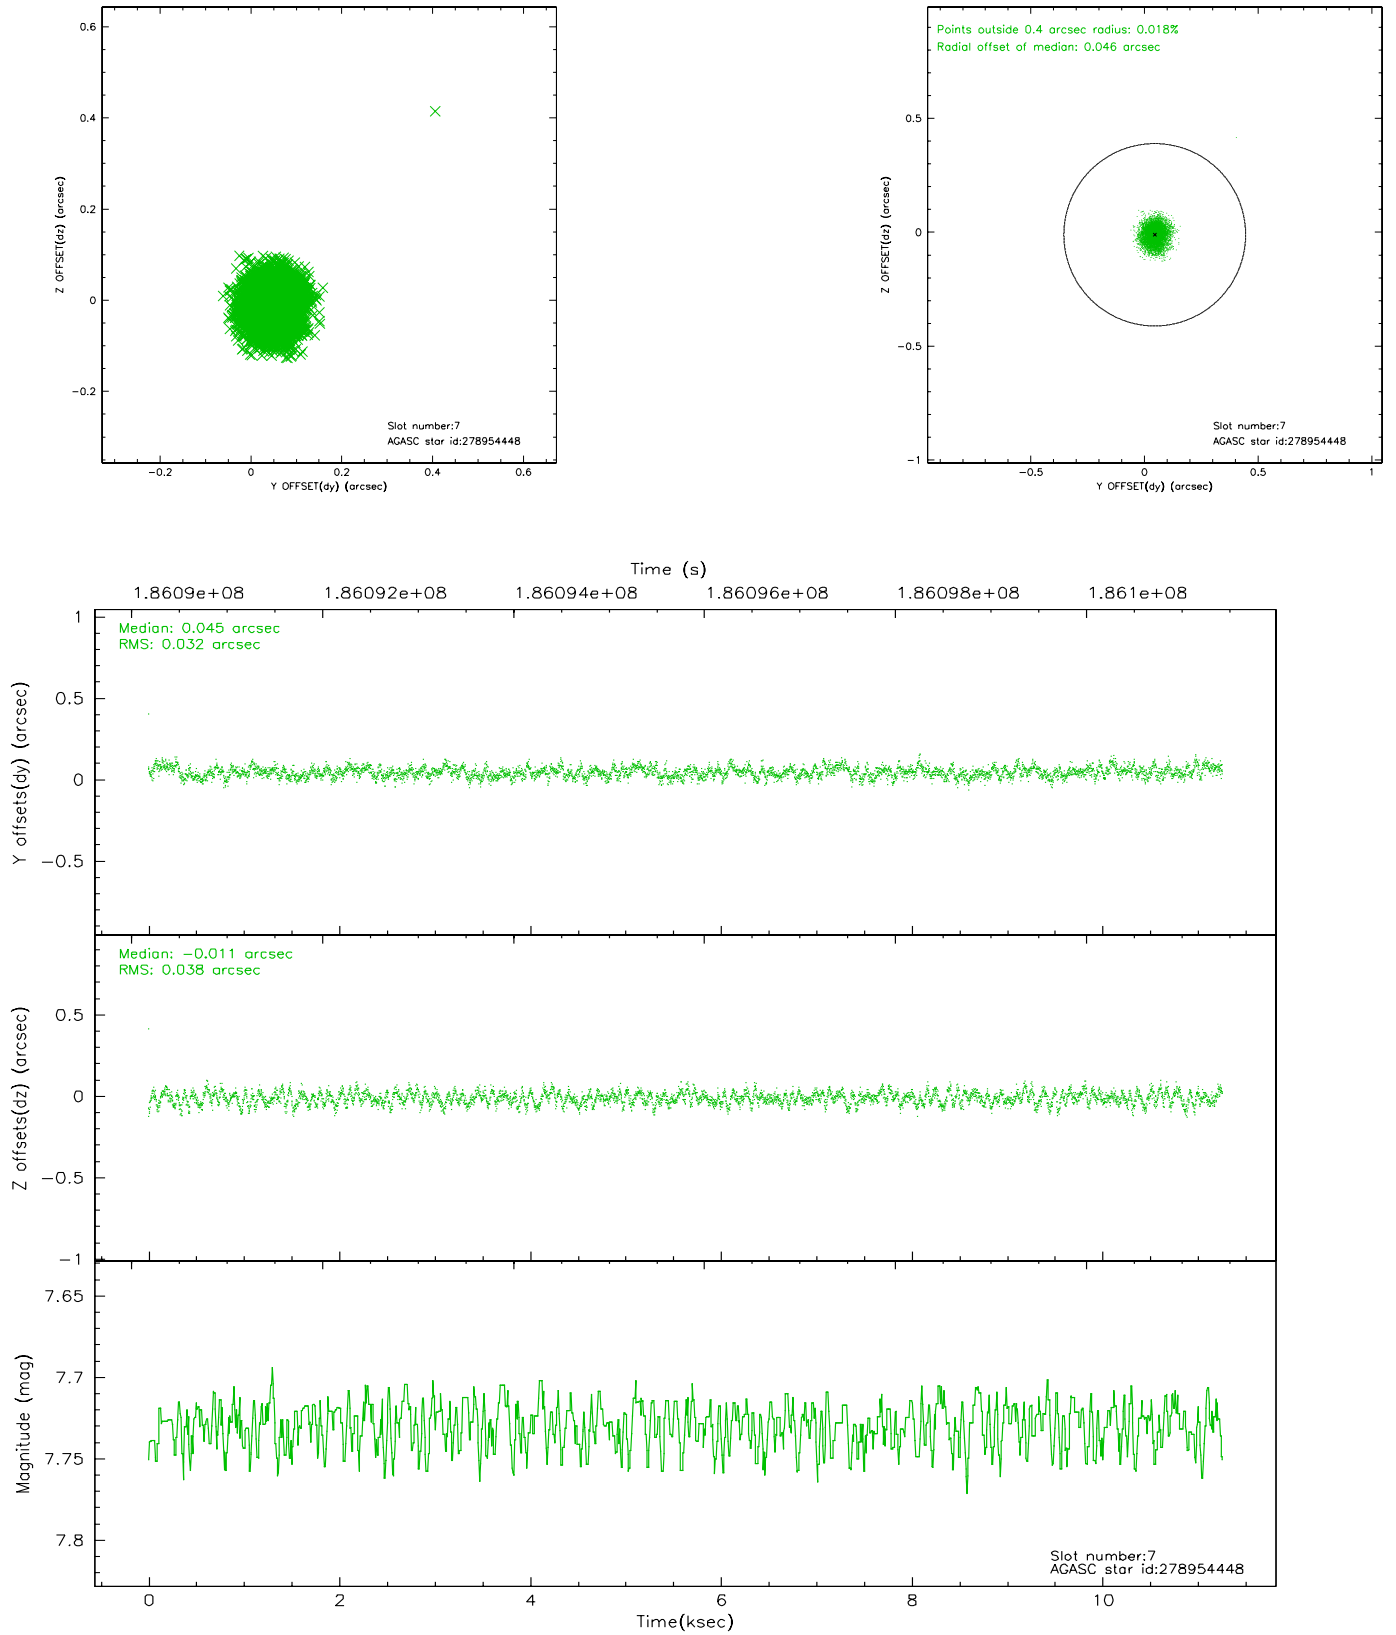 0.6
0.4
0.2
0
−0.2
Z OFFSET(dz) (arcsec)
Slot number:7
AGASC star id:278954448
−0.2 0 0.2 0.4 0.6
Y OFFSET(dy) (arcsec)
Points outside 0.4 arcsec radius: 0.018%
Radial offset of median: 0.046 arcsec
0.5
0
−0.5
−1
Z OFFSET(dz) (arcsec)
Slot number:7
AGASC star id:278954448
−0.5 0 0.5 1
Y OFFSET(dy) (arcsec)
Time (s)
1.8609e+08 1.86092e+08 1.86094e+08 1.86096e+08 1.86098e+08 1.861e+08
Median: 0.045 arcsec
RMS: 0.032 arcsec
1
0.5
0
−0.5
Y offsets(dy) (arcsec)
Median: −0.011 arcsec
RMS: 0.038 arcsec
0.5
0
−0.5
−1
Z offsets(dz) (arcsec)
7.65
7.7
7.75
7.8
Magnitude (mag)
Slot number:7
AGASC star id:278954448
0 2 4 6 8 10
Time(ksec)